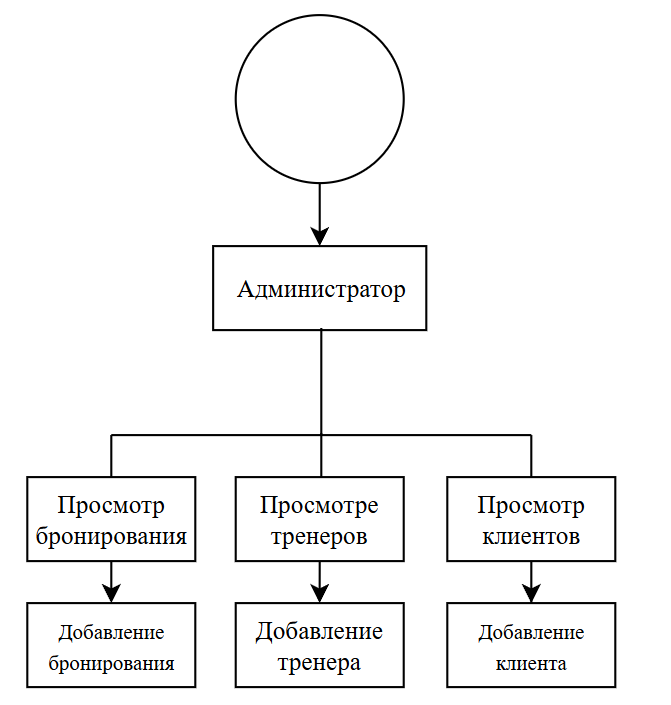 Администратор
Просмотр
бронирования
Просмотре
тренеров
Просмотр
клиентов
Добавление
бронирования
Добавление
тренера
Добавление
клиента